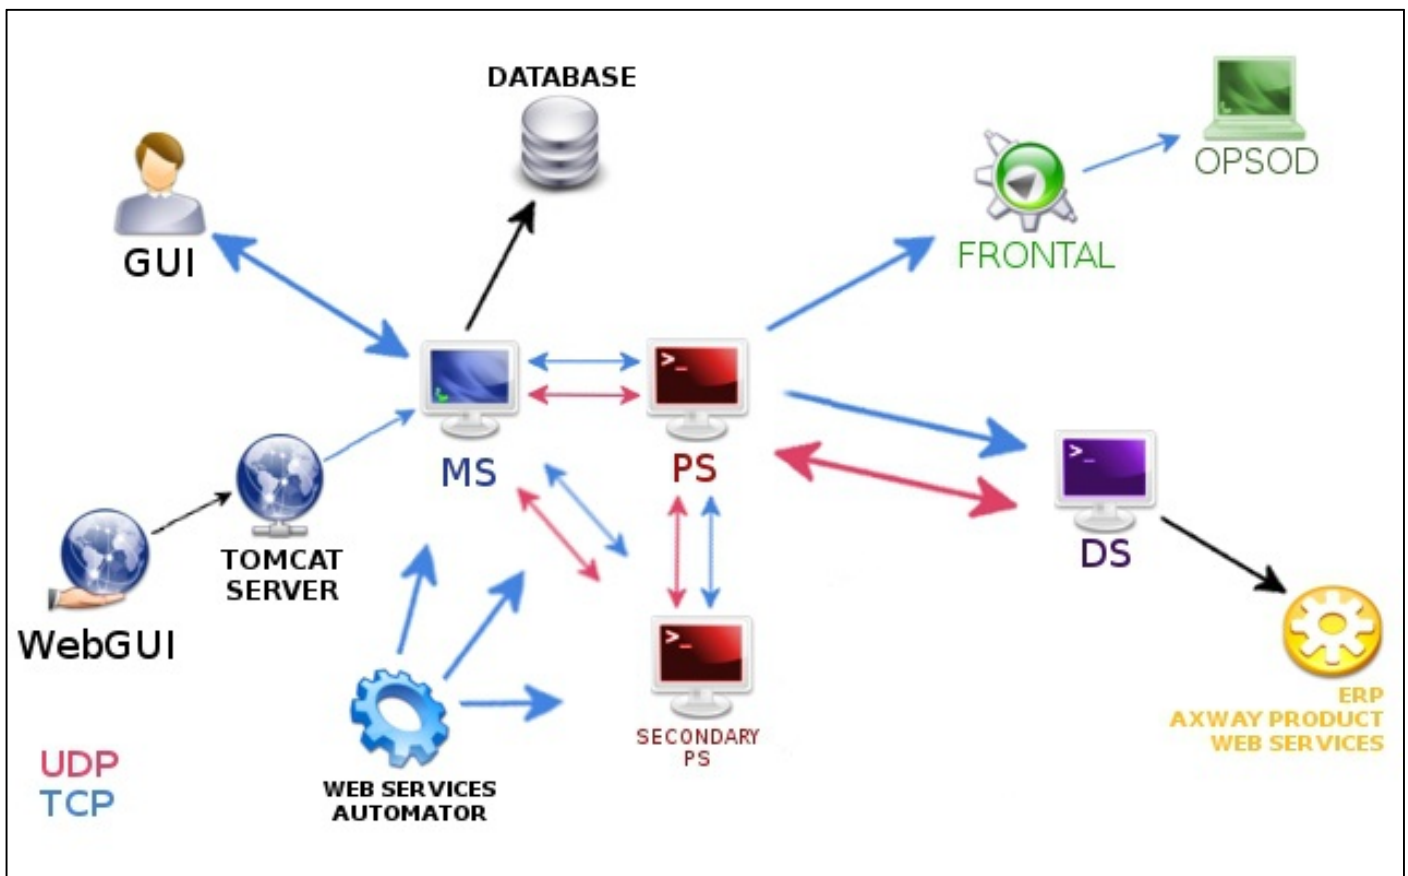 DATABASE
OPSOD
GUI
FRONTAL
>_
>_
MS
PS
TOMCAT
SERVER
DS
WebGUI
>_
ERP
AXWAY PRODUCT
WEB SERVICES
SECONDARY
PS
UDP
TCP
WEB SERVICES
AUTOMATOR